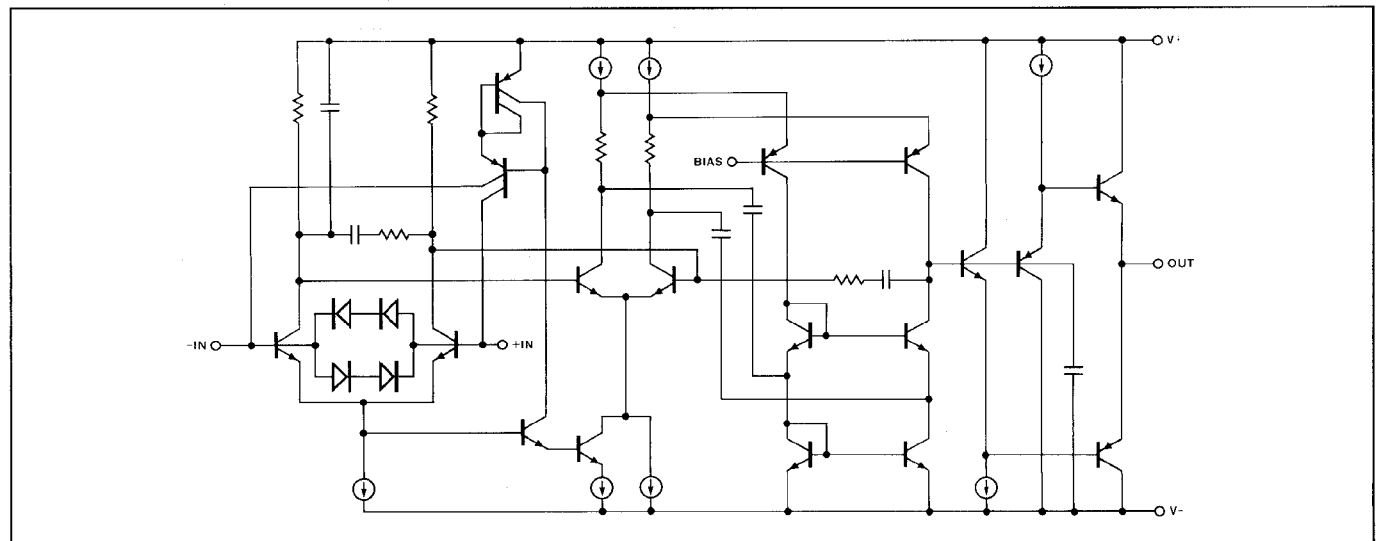 V+
BIAS
OUT
-IN
+IN
V-